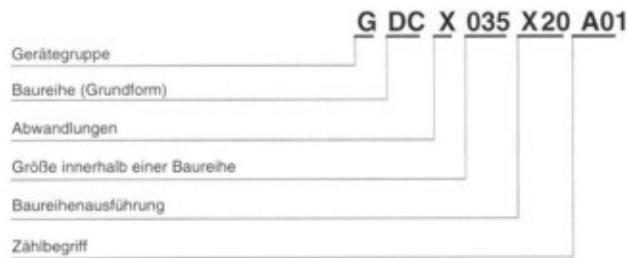 G DC X 035 X20 A01
Gerätegruppe
Baureihe (Grundform)
Abwandlungen
Größe innerhalb einer Baureihe
Baureihenausführung
Zählbegriff